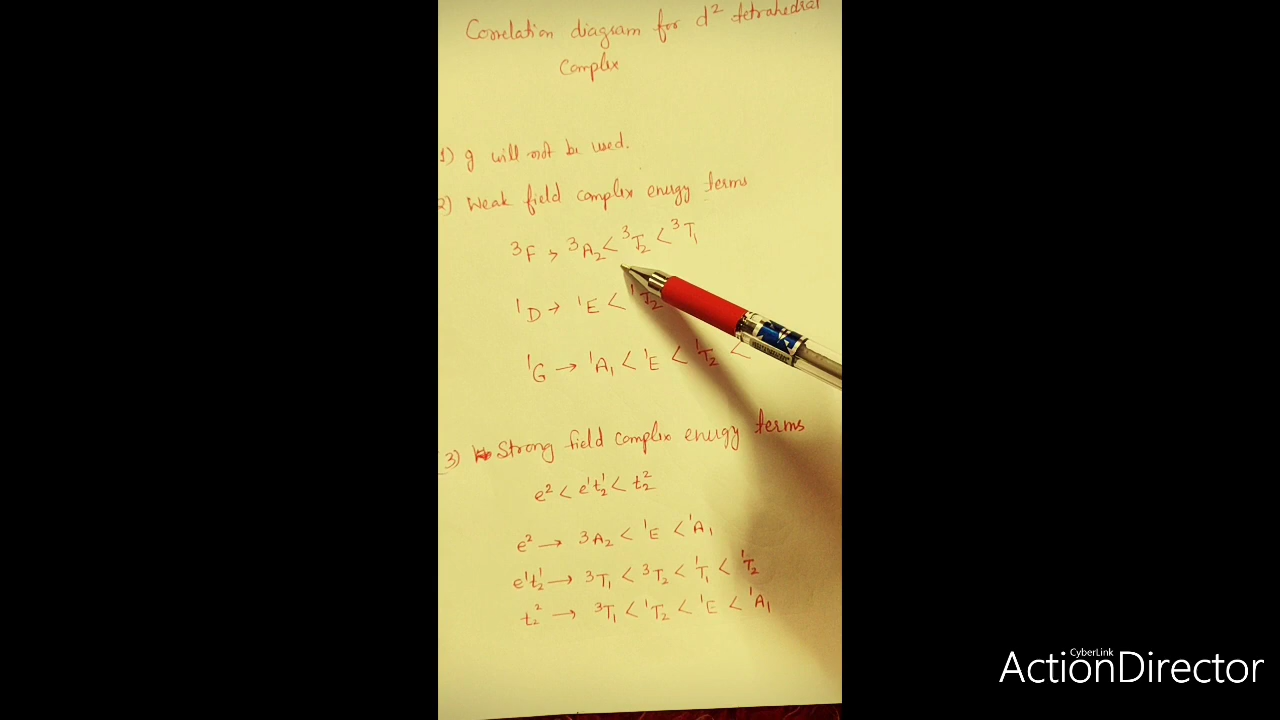 Correlation diagram for d² tetrahedral
Complex
1) g will not be used.
2) Weak field complex energy terms
³F → ³A₂ < ³T₂ < ³T₁
¹D → ¹E < ¹T₂
¹G → ¹A₁ < ¹E < ¹T₂ <
3) Strong field complex energy terms
e² < e¹t₂¹ < t₂²
e² → ³A₂ < ¹E < ¹A₁
e¹t₂¹ → ³T₁ < ³T₂ < ¹T₁ < ¹T₂
t₂² → ³T₁ < ¹T₂ < ¹E < ¹A₁
CyberLink
ActionDirector